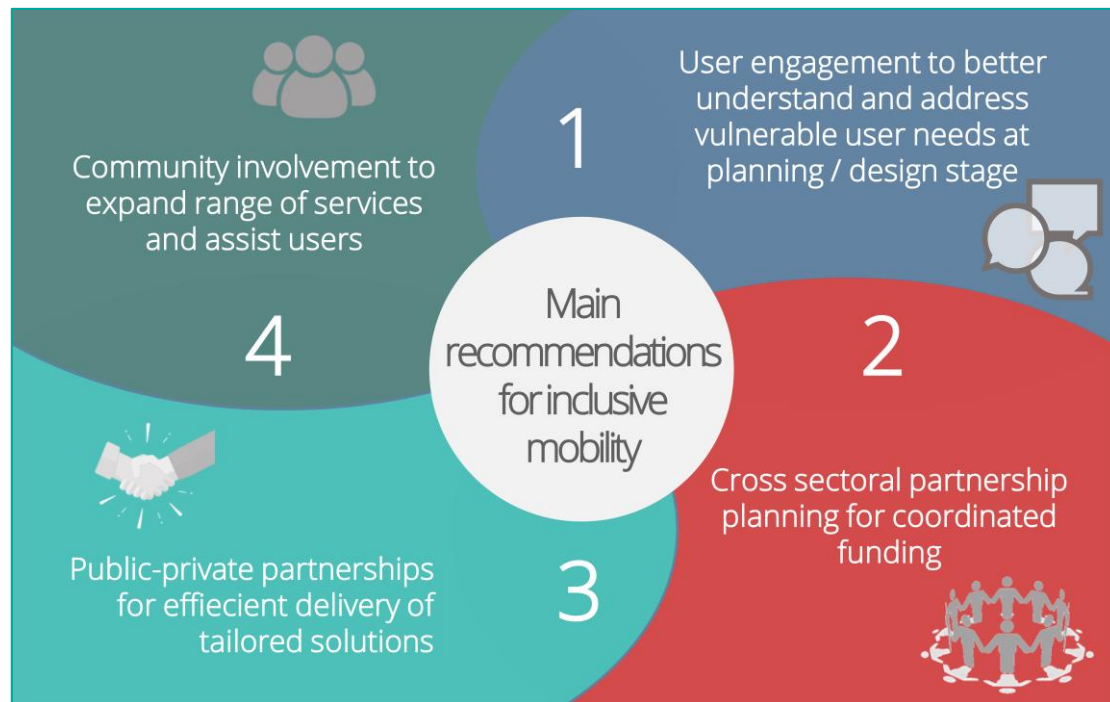 Main
recommendations
for inclusive
mobility
1
User engagement to better
understand and address
vulnerable user needs at
planning / design stage
2
Cross sectoral partnership
planning for coordinated
funding
3
Public-private partnerships
for effiecient delivery of
tailored solutions
4
Community involvement to
expand range of services
and assist users